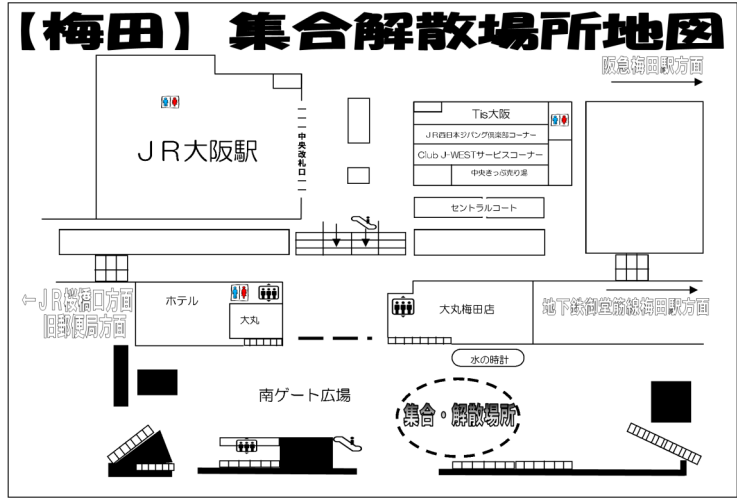 【梅田】集合解散場所地図
阪急梅田駅方面
JR大阪駅
中央改札口
Tis大阪
JR西日本ジパング倶楽部コーナー
Club J-WESTサービスコーナー
中央きっぷ売り場
セントラルコート
←JR桜橋口方面
旧郵便局方面
ホテル
大丸
大丸梅田店
地下鉄御堂筋線梅田駅方面
水の時計
南ゲート広場
集合・解散場所